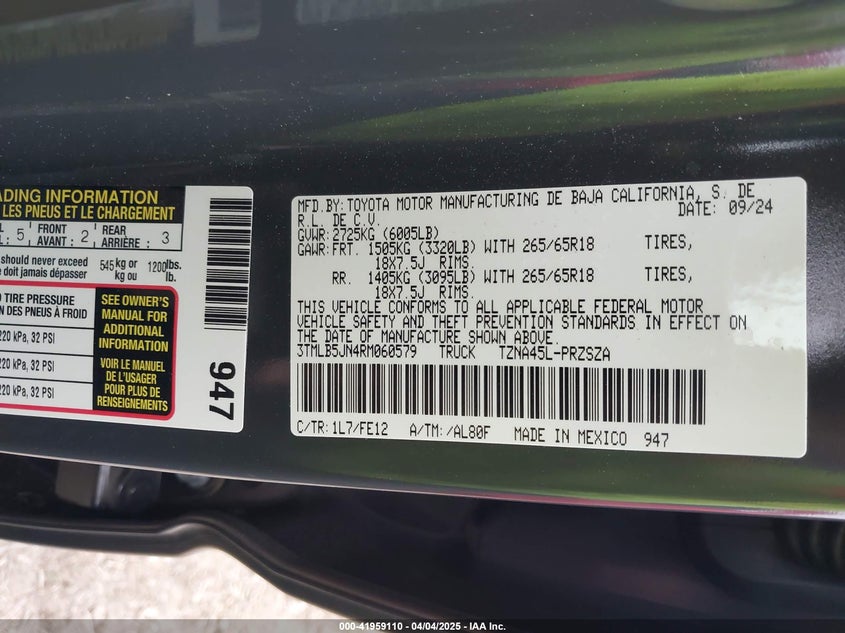 ADING INFORMATION
LES PNEUS ET LE CHARGEMENT
5 FRONT AVANT : 2 REAR ARRIÈRE : 3
should never exceed 545 kg or 1200 lbs.
doit jamais dépasser kg ou lb.
TIRE PRESSURE
DES PNEUS À FROID
220 kPa, 32 PSI
220 kPa, 32 PSI
220 kPa, 32 PSI
SEE OWNER'S
MANUAL FOR
ADDITIONAL
INFORMATION
VOIR LE MANUEL
DE L'USAGER
POUR PLUS DE
RENSEIGNEMENTS
947
MFD.BY:TOYOTA MOTOR MANUFACTURING DE BAJA CALIFORNIA, S. DE
R.L. DE C.V. DATE: 09/24
GVWR:2725KG (6005LB)
GAWR:FRT. 1505KG (3320LB) WITH 265/65R18 TIRES,
18X7.5J RIMS.
RR. 1405KG (3095LB) WITH 265/65R18 TIRES,
18X7.5J RIMS.
THIS VEHICLE CONFORMS TO ALL APPLICABLE FEDERAL MOTOR
VEHICLE SAFETY AND THEFT PREVENTION STANDARDS IN EFFECT ON
THE DATE OF MANUFACTURE SHOWN ABOVE.
3TMLB5JN4RM060579 TRUCK TZNA45L-PRZSZA
C/TR:1L7/FE12 A/TM:/AL80F MADE IN MEXICO 947
000-41959110 - 04/04/2025 - IAA Inc.